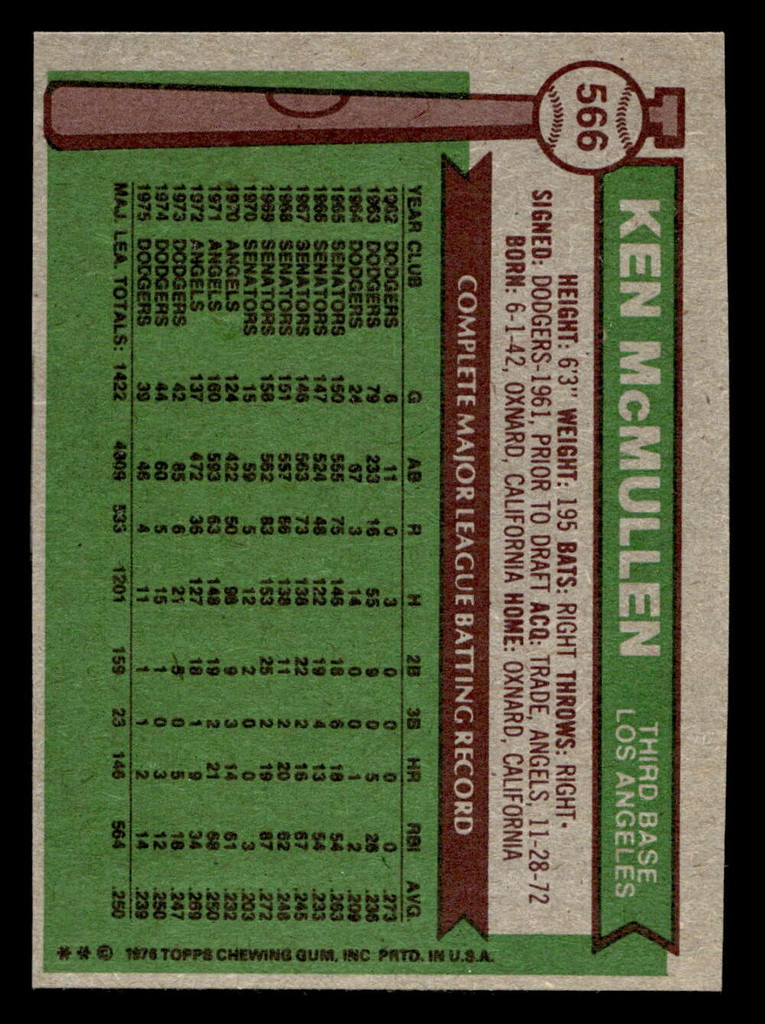 566
KEN McMULLEN
THIRD BASE
LOS ANGELES
HEIGHT: 6'3" WEIGHT: 195 BATS: RIGHT THROWS: RIGHT•
SIGNED: DODGERS-1961, PRIOR TO DRAFT ACQ: TRADE, ANGELS, 11-28-72
BORN: 6-1-42, OXNARD, CALIFORNIA HOME: OXNARD, CALIFORNIA
COMPLETE MAJOR LEAGUE BATTING RECORD
YEAR CLUB G AB R H 2B 3B HR RBI AVG.
1962 DODGERS 6 11 0 3 0 0 0 0 .273
1963 DODGERS 79 233 16 55 9 0 5 28 .236
1964 DODGERS 24 67 3 14 0 0 1 2 .209
1965 SENATORS 150 555 75 146 18 6 18 54 .263
1966 SENATORS 147 524 48 122 19 4 13 54 .233
1967 SENATORS 146 563 73 138 22 2 16 67 .245
1968 SENATORS 151 557 66 138 11 2 20 62 .248
1969 SENATORS 158 562 83 153 25 2 19 87 .272
1970 SENATORS 15 59 5 12 2 0 0 3 .203
1970 ANGELS 124 422 50 98 9 3 14 61 .232
1971 ANGELS 160 593 63 148 19 2 21 68 .250
1972 ANGELS 137 472 36 127 18 1 9 34 .269
1973 DODGERS 42 85 6 21 5 0 5 18 .247
1974 DODGERS 44 60 5 15 1 0 3 12 .250
1975 DODGERS 39 46 4 11 1 1 2 14 .239
MAJ. LEA. TOTALS: 1422 4809 533 1201 159 23 146 564 .250
* * © 1976 TOPPS CHEWING GUM, INC. PRTD. IN U.S.A.